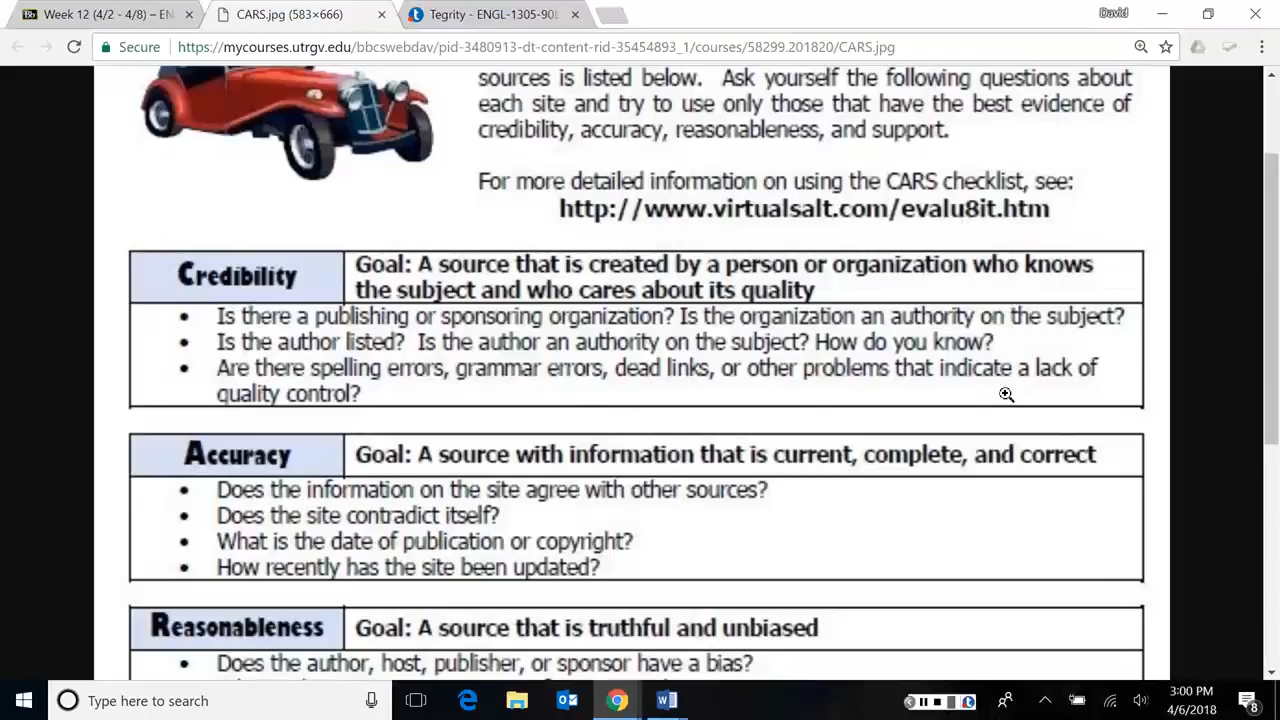 Week 12 (4/2 - 4/8) – EN
CARS.jpg (583×666)
Tegrity - ENGL-1305-90L
David
Secure
https://mycourses.utrgv.edu/bbcswebdav/pid-3480913-dt-content-rid-35454893_1/courses/58299.201820/CARS.jpg
sources is listed below. Ask yourself the following questions about
each site and try to use only those that have the best evidence of
credibility, accuracy, reasonableness, and support.
For more detailed information on using the CARS checklist, see:
http://www.virtualsalt.com/evalu8it.htm
Credibility
Goal: A source that is created by a person or organization who knows
the subject and who cares about its quality
• Is there a publishing or sponsoring organization? Is the organization an authority on the subject?
• Is the author listed? Is the author an authority on the subject? How do you know?
• Are there spelling errors, grammar errors, dead links, or other problems that indicate a lack of
quality control?
Accuracy
Goal: A source with information that is current, complete, and correct
• Does the information on the site agree with other sources?
• Does the site contradict itself?
• What is the date of publication or copyright?
• How recently has the site been updated?
Reasonableness
Goal: A source that is truthful and unbiased
• Does the author, host, publisher, or sponsor have a bias?
Type here to search
3:00 PM
4/6/2018
8